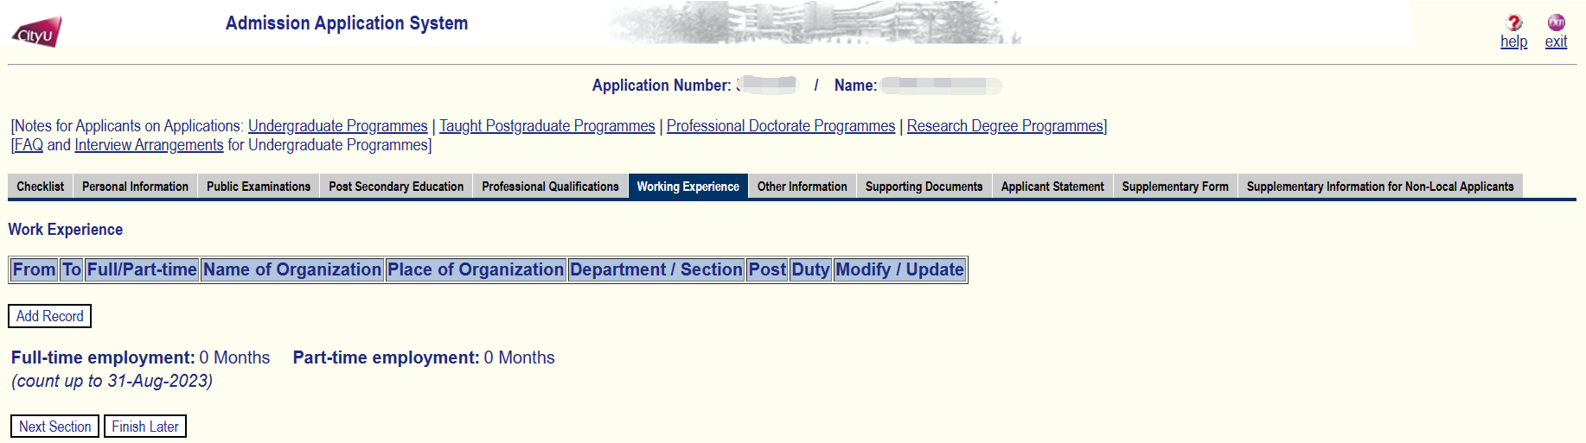 CityU
Admission Application System
help exit
Application Number: / Name:
[Notes for Applicants on Applications: Undergraduate Programmes | Taught Postgraduate Programmes | Professional Doctorate Programmes | Research Degree Programmes]
[FAQ and Interview Arrangements for Undergraduate Programmes]
Checklist Personal Information Public Examinations Post Secondary Education Professional Qualifications Working Experience Other Information Supporting Documents Applicant Statement Supplementary Form Supplementary Information for Non-Local Applicants
Work Experience
From To Full/Part-time Name of Organization Place of Organization Department / Section Post Duty Modify / Update
Add Record
Full-time employment: 0 Months Part-time employment: 0 Months
(count up to 31-Aug-2023)
Next Section Finish Later